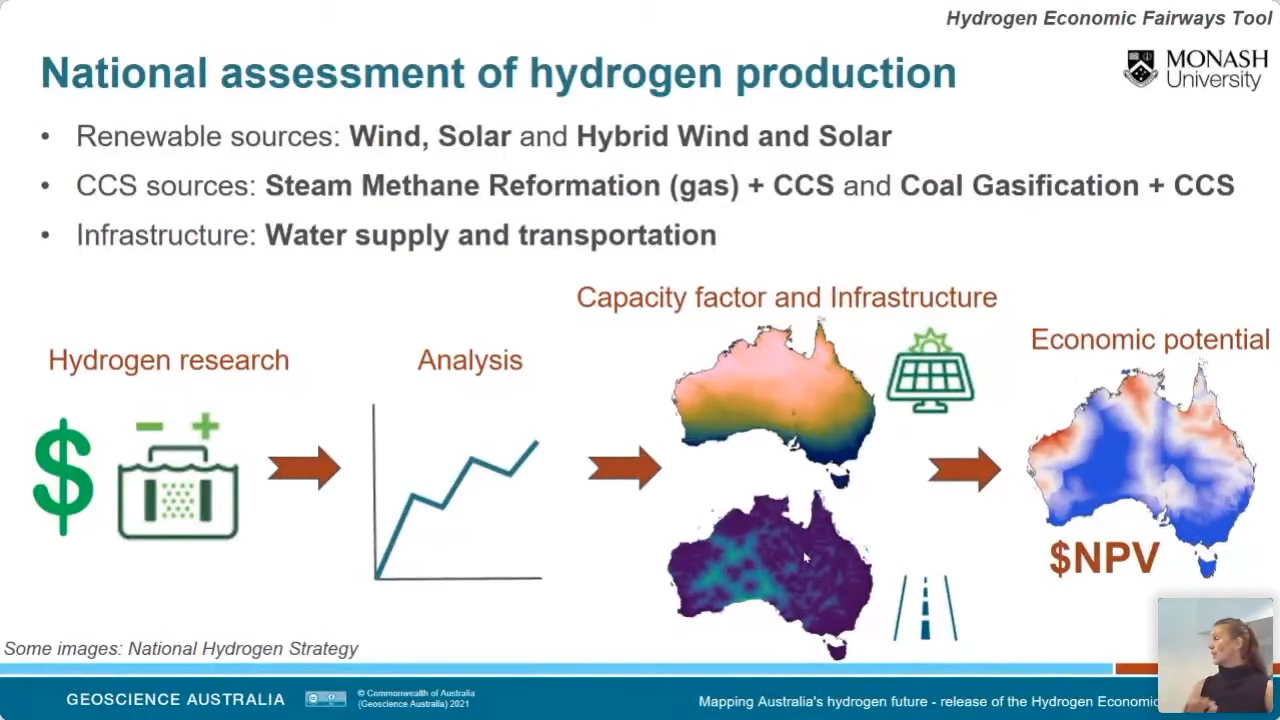 Hydrogen Economic Fairways Tool
National assessment of hydrogen production
MONASH
University
• Renewable sources: Wind, Solar and Hybrid Wind and Solar
• CCS sources: Steam Methane Reformation (gas) + CCS and Coal Gasification + CCS
• Infrastructure: Water supply and transportation
Capacity factor and Infrastructure
Economic potential
Hydrogen research
Analysis
$NPV
Some images: National Hydrogen Strategy
GEOSCIENCE AUSTRALIA
© Commonwealth of Australia
(Geoscience Australia) 2021
Mapping Australia's hydrogen future - release of the Hydrogen Economic